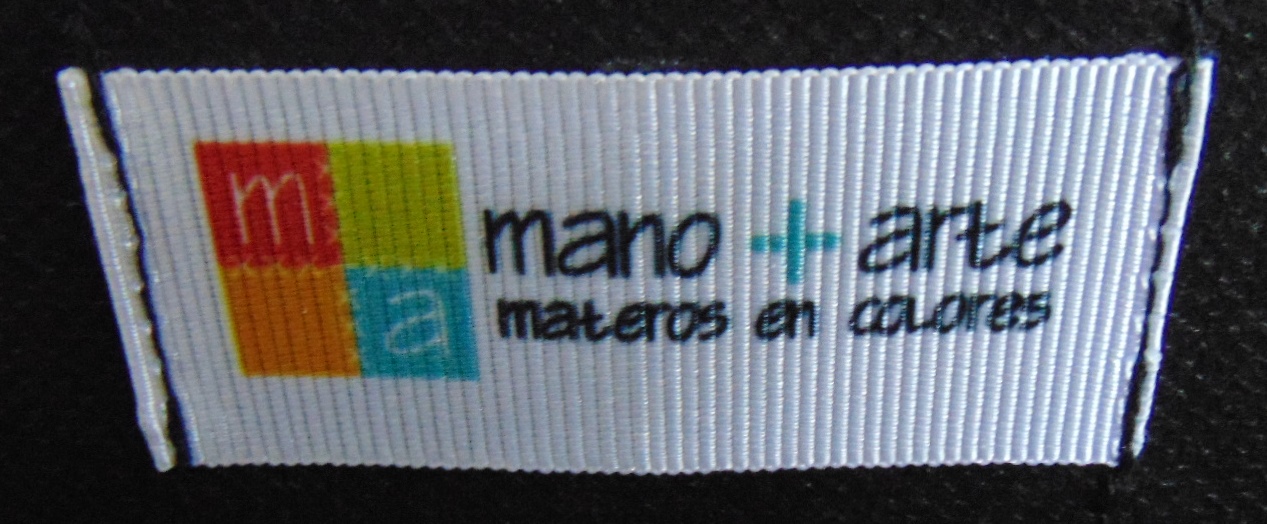 m
a
mano + arte
materos en colores